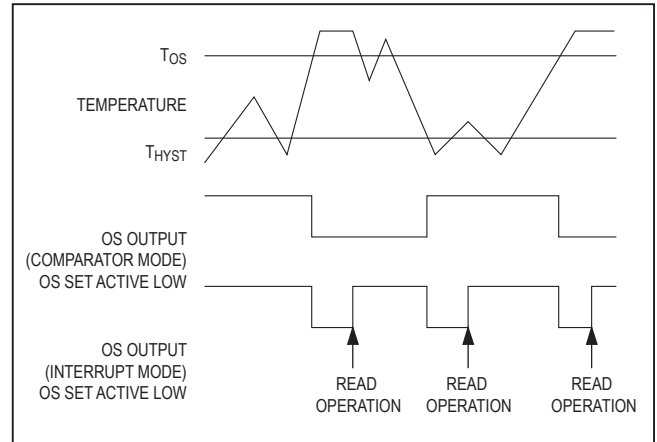 TOS
TEMPERATURE
THYST
OS OUTPUT
(COMPARATOR MODE)
OS SET ACTIVE LOW
OS OUTPUT
(INTERRUPT MODE)
OS SET ACTIVE LOW
READ
OPERATION
READ
OPERATION
READ
OPERATION